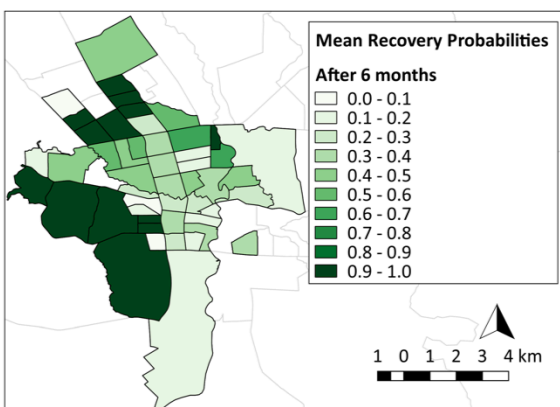 Mean Recovery Probabilities
After 6 months
0.0 - 0.1
0.1 - 0.2
0.2 - 0.3
0.3 - 0.4
0.4 - 0.5
0.5 - 0.6
0.6 - 0.7
0.7 - 0.8
0.8 - 0.9
0.9 - 1.0
1 0 1 2 3 4 km